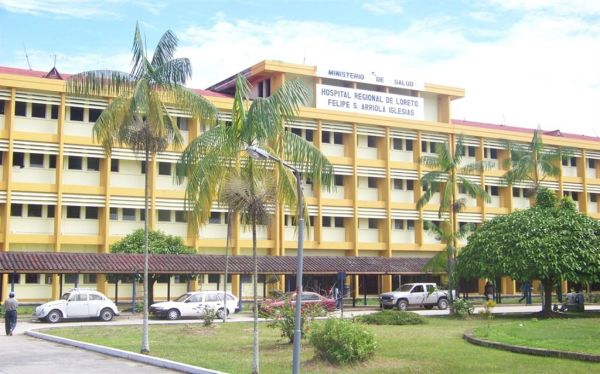 MINISTERIO DE SALUD
HOSPITAL REGIONAL DE LORETO
FELIPE S. ARRIOLA IGLESIAS